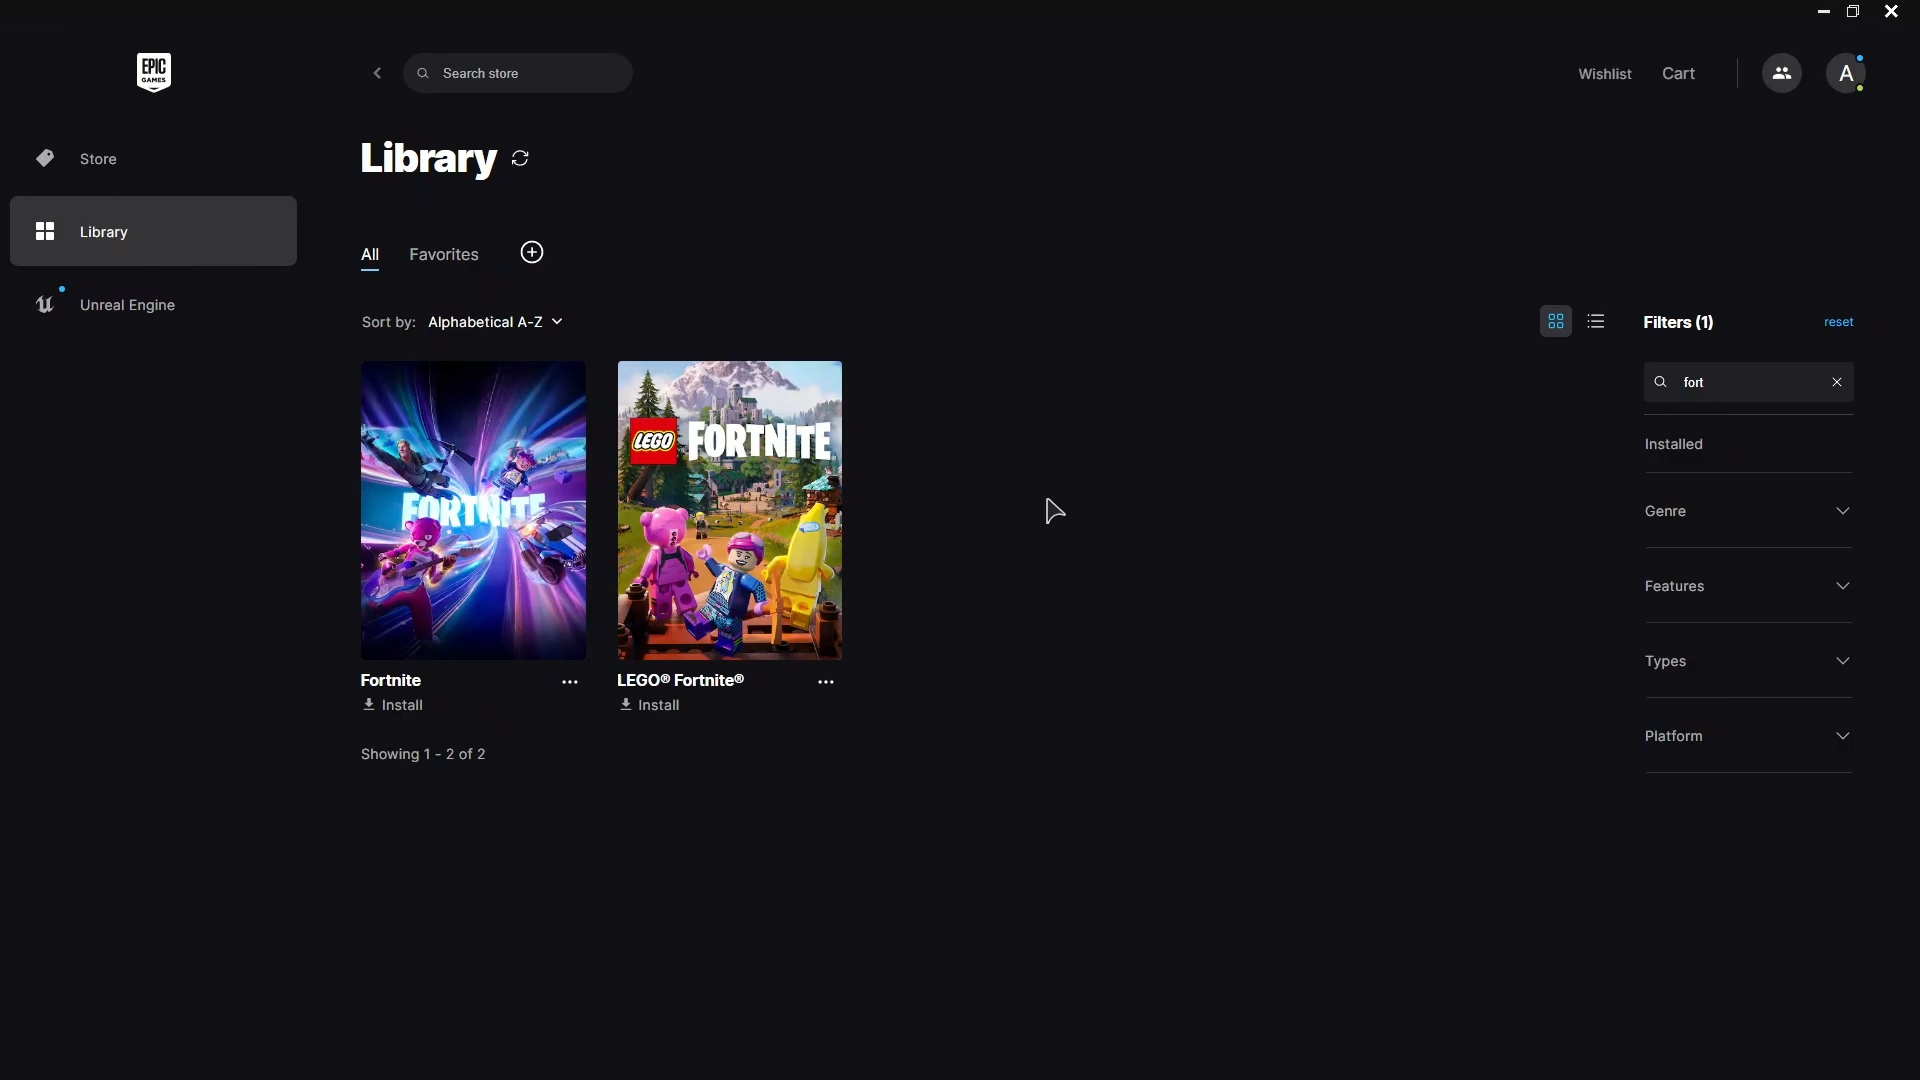 EPIC
GAMES
Search store
Wishlist
Cart
A
Store
Library
Unreal Engine
Library
All
Favorites
Sort by: Alphabetical A-Z
Filters (1)
reset
fort
Installed
Genre
Features
Types
Platform
FORTNITE
LEGO FORTNITE
Fortnite
Install
LEGO® Fortnite®
Install
Showing 1 - 2 of 2